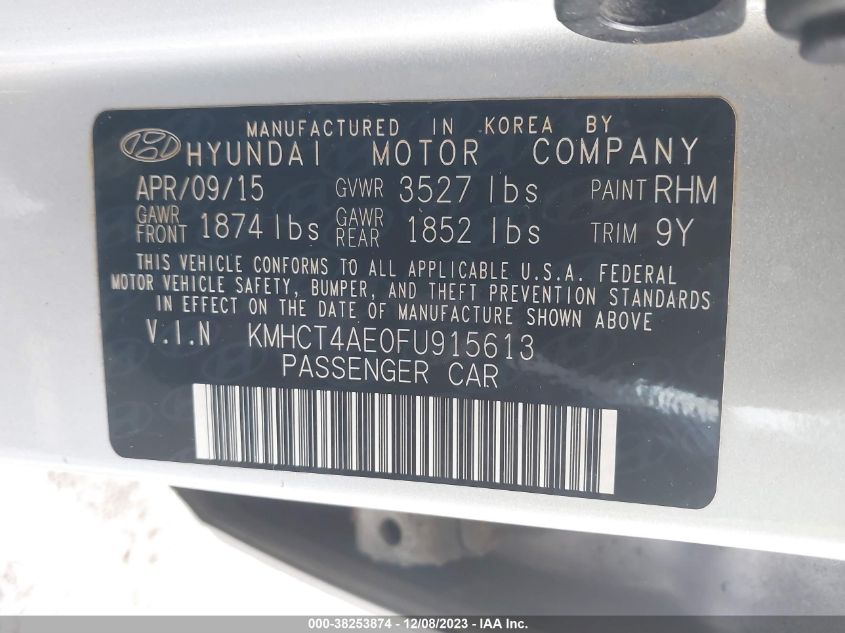 MANUFACTURED IN KOREA BY
HYUNDAI MOTOR COMPANY
APR/09/15 GVWR 3527 lbs PAINT RHM
GAWR FRONT 1874 lbs GAWR REAR 1852 lbs TRIM 9Y
THIS VEHICLE CONFORMS TO ALL APPLICABLE U.S.A. FEDERAL
MOTOR VEHICLE SAFETY, BUMPER, AND THEFT PREVENTION STANDARDS
IN EFFECT ON THE DATE OF MANUFACTURE SHOWN ABOVE
V.I.N KMHCT4AE0FU915613
PASSENGER CAR
000-38253874 - 12/08/2023 - IAAI.com